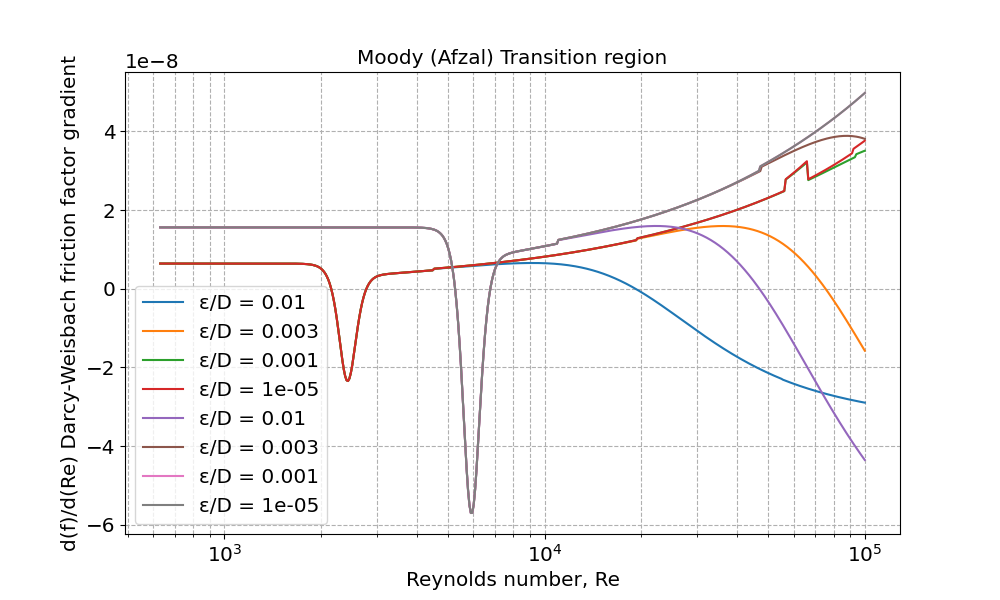 Moody (Afzal) Transition region
1e−8
d(f)/d(Re) Darcy-Weisbach friction factor gradient
4
2
0
−2
−4
−6
ε/D = 0.01
ε/D = 0.003
ε/D = 0.001
ε/D = 1e-05
ε/D = 0.01
ε/D = 0.003
ε/D = 0.001
ε/D = 1e-05
10³ 10⁴ 10⁵
Reynolds number, Re